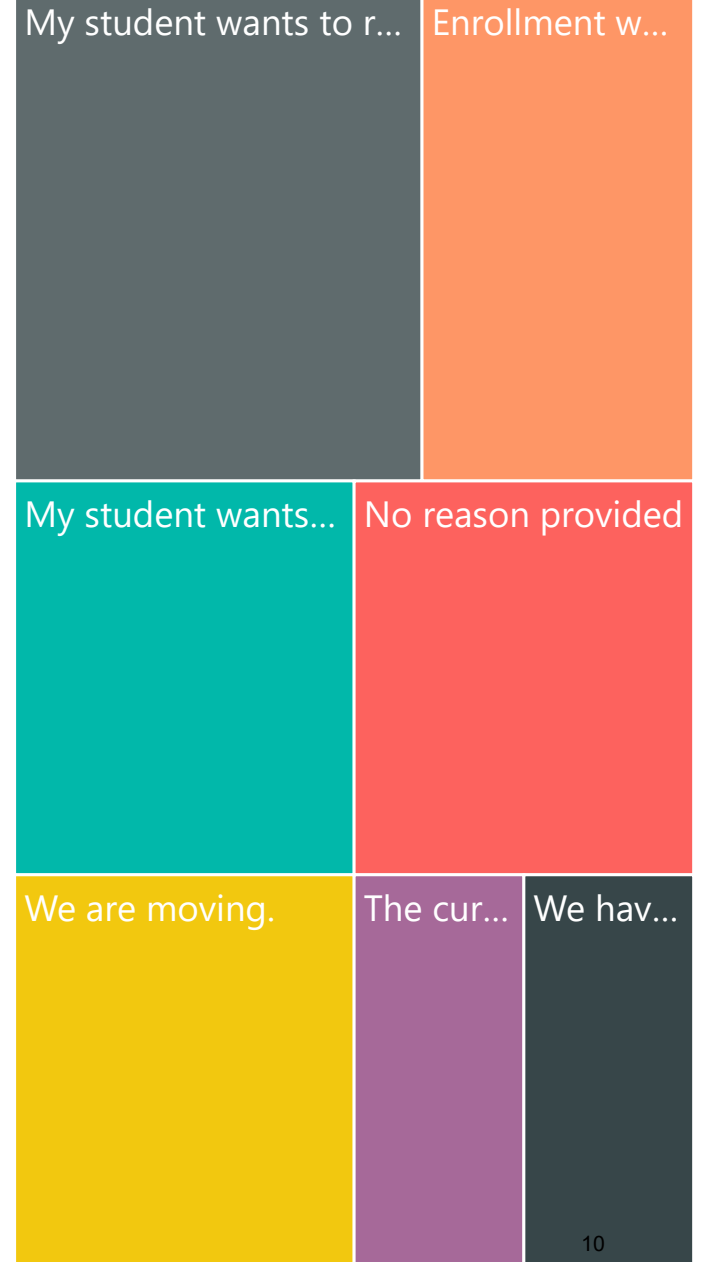 My student wants to r...
Enrollment w...
My student wants...
No reason provided
We are moving.
The cur...
We hav...
10